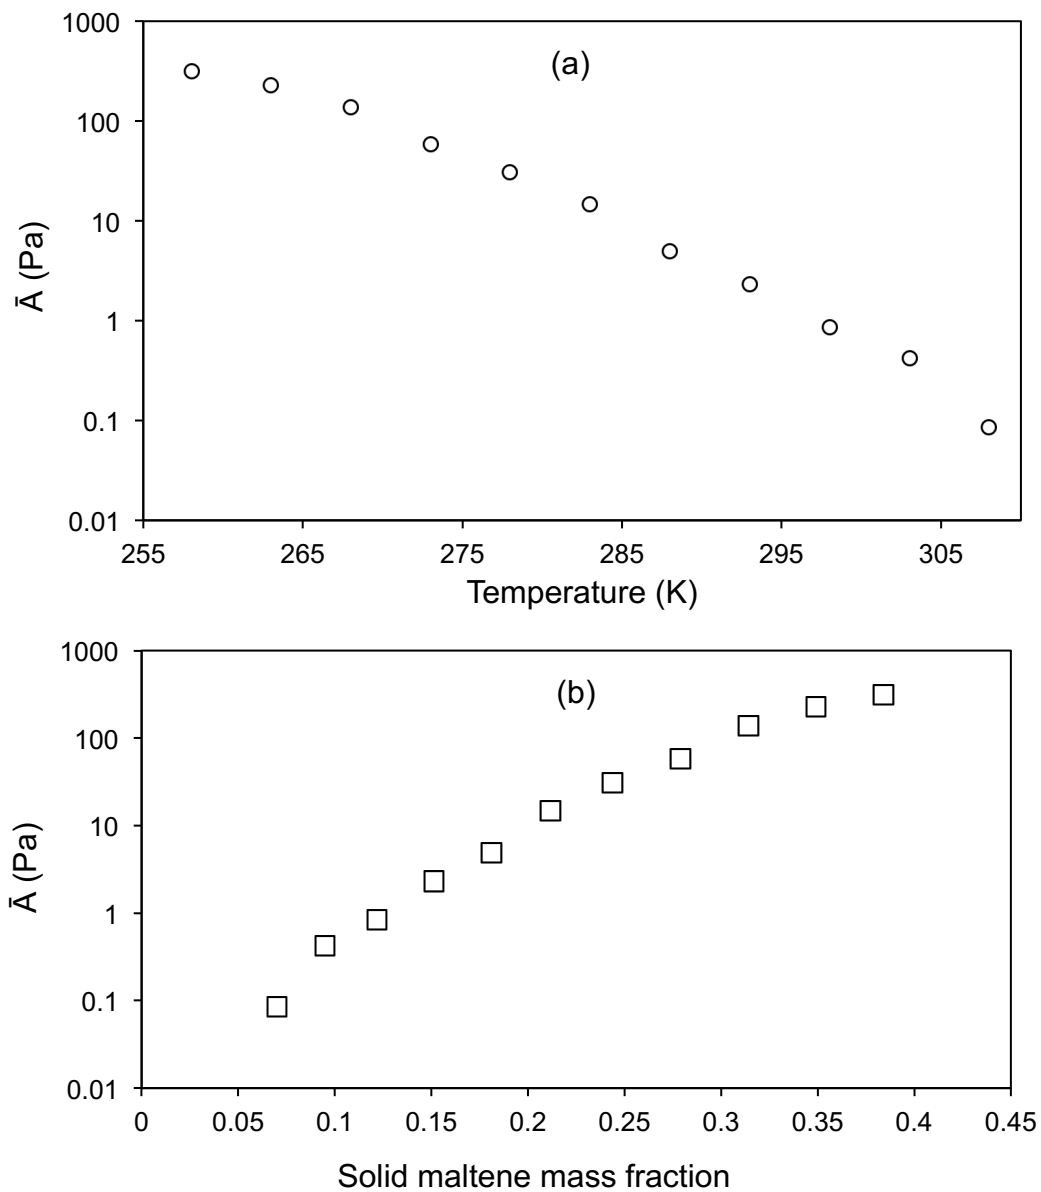 1000
(a)
100
10
1
0.1
0.01
Ā (Pa)
255 265 275 285 295 305
Temperature (K)
1000
(b)
100
10
1
0.1
0.01
Ā (Pa)
0 0.05 0.1 0.15 0.2 0.25 0.3 0.35 0.4 0.45
Solid maltene mass fraction